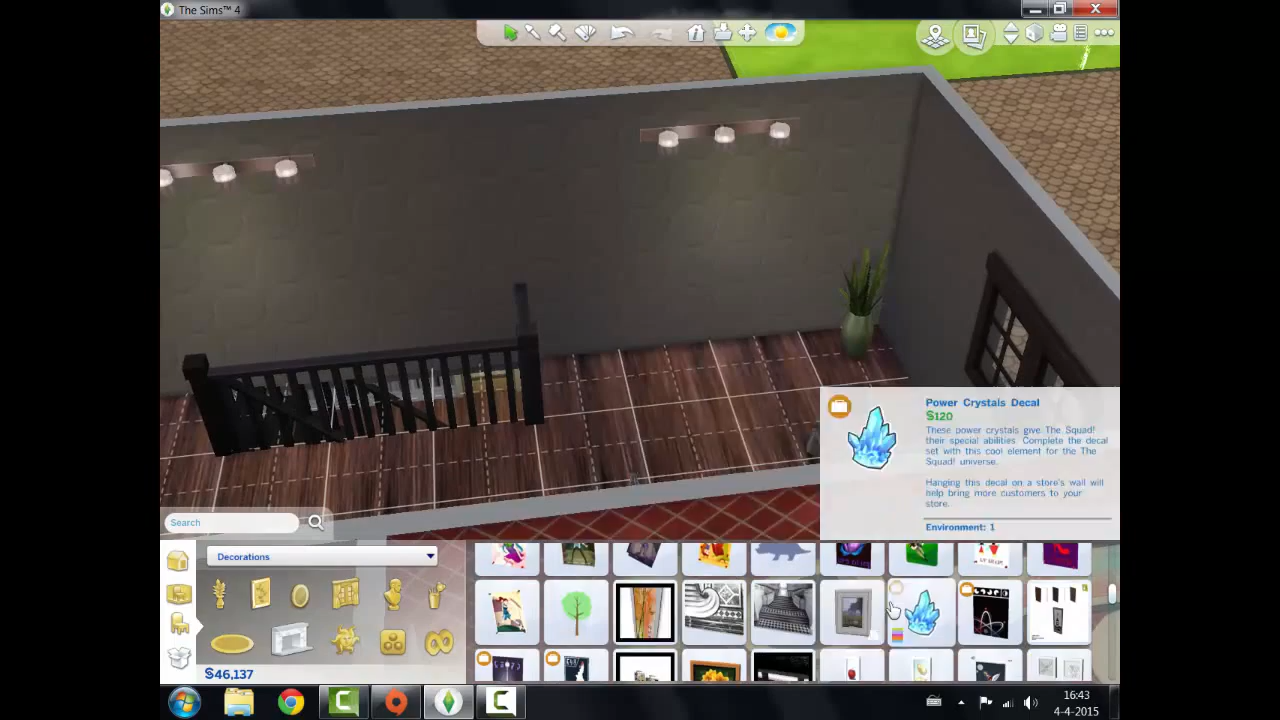 The Sims™ 4
Power Crystals Decal
§120
These power crystals give The Squad!
their special abilities. Complete the decal
set with this cool element for the The
Squad! universe.
Hanging this decal on a store's wall will
help bring more customers to your
store.
Environment: 1
Search
Decorations
§46,137
16:43
4-4-2015